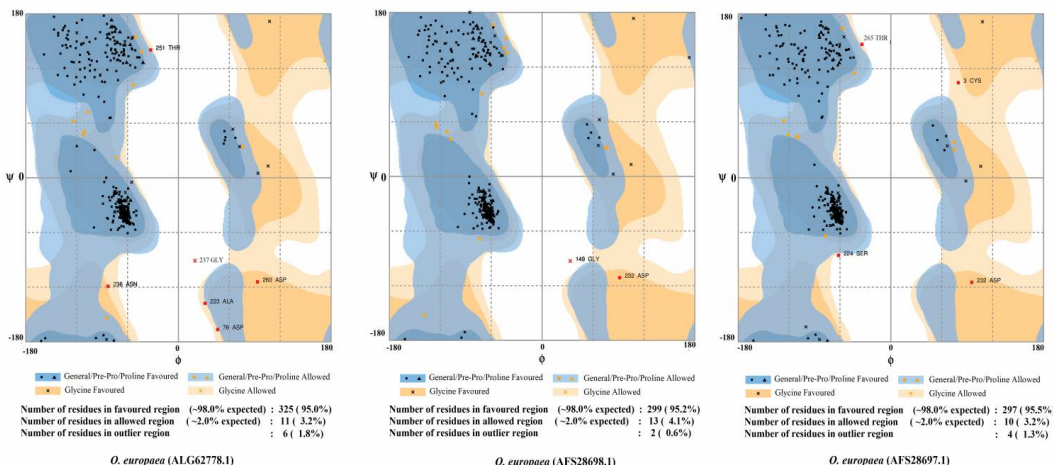 180
251 THR
Ψ
0
237 GLY
236 ASN
260 ASP
223 ALA
76 ASP
-180
-180
0
ϕ
180
General/Pre-Pro/Proline Favoured
General/Pre-Pro/Proline Allowed
Glycine Favoured
Glycine Allowed
Number of residues in favoured region (~98.0% expected) : 325 (95.0%)
Number of residues in allowed region (~2.0% expected) : 11 ( 3.2%)
Number of residues in outlier region : 6 ( 1.8%)
O. europaea (ALG62778.1)
180
Ψ
0
149 GLY
232 ASP
-180
-180
0
ϕ
180
General/Pre-Pro/Proline Favoured
General/Pre-Pro/Proline Allowed
Glycine Favoured
Glycine Allowed
Number of residues in favoured region (~98.0% expected) : 299 (95.2%)
Number of residues in allowed region (~2.0% expected) : 13 ( 4.1%)
Number of residues in outlier region : 2 ( 0.6%)
O. europaea (AFS28698.1)
180
265 THR
3 CYS
Ψ
0
224 SER
232 ASP
-180
-180
0
ϕ
180
General/Pre-Pro/Proline Favoured
General/Pre-Pro/Proline Allowed
Glycine Favoured
Glycine Allowed
Number of residues in favoured region (~98.0% expected) : 297 (95.5%)
Number of residues in allowed region (~2.0% expected) : 10 ( 3.2%)
Number of residues in outlier region : 4 ( 1.3%)
O. europaea (AFS28697.1)